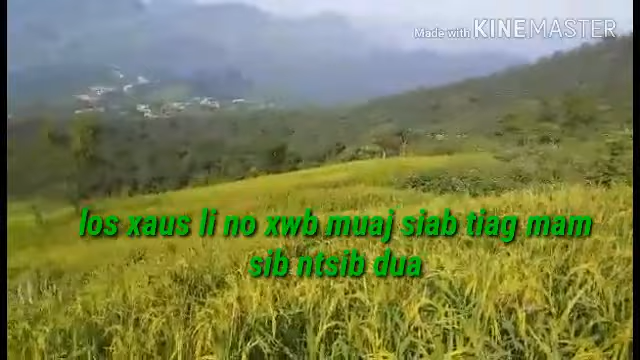 Made with KINEMASTER
los xaus li no xwb muaj siab tiag mam
sib ntsib dua